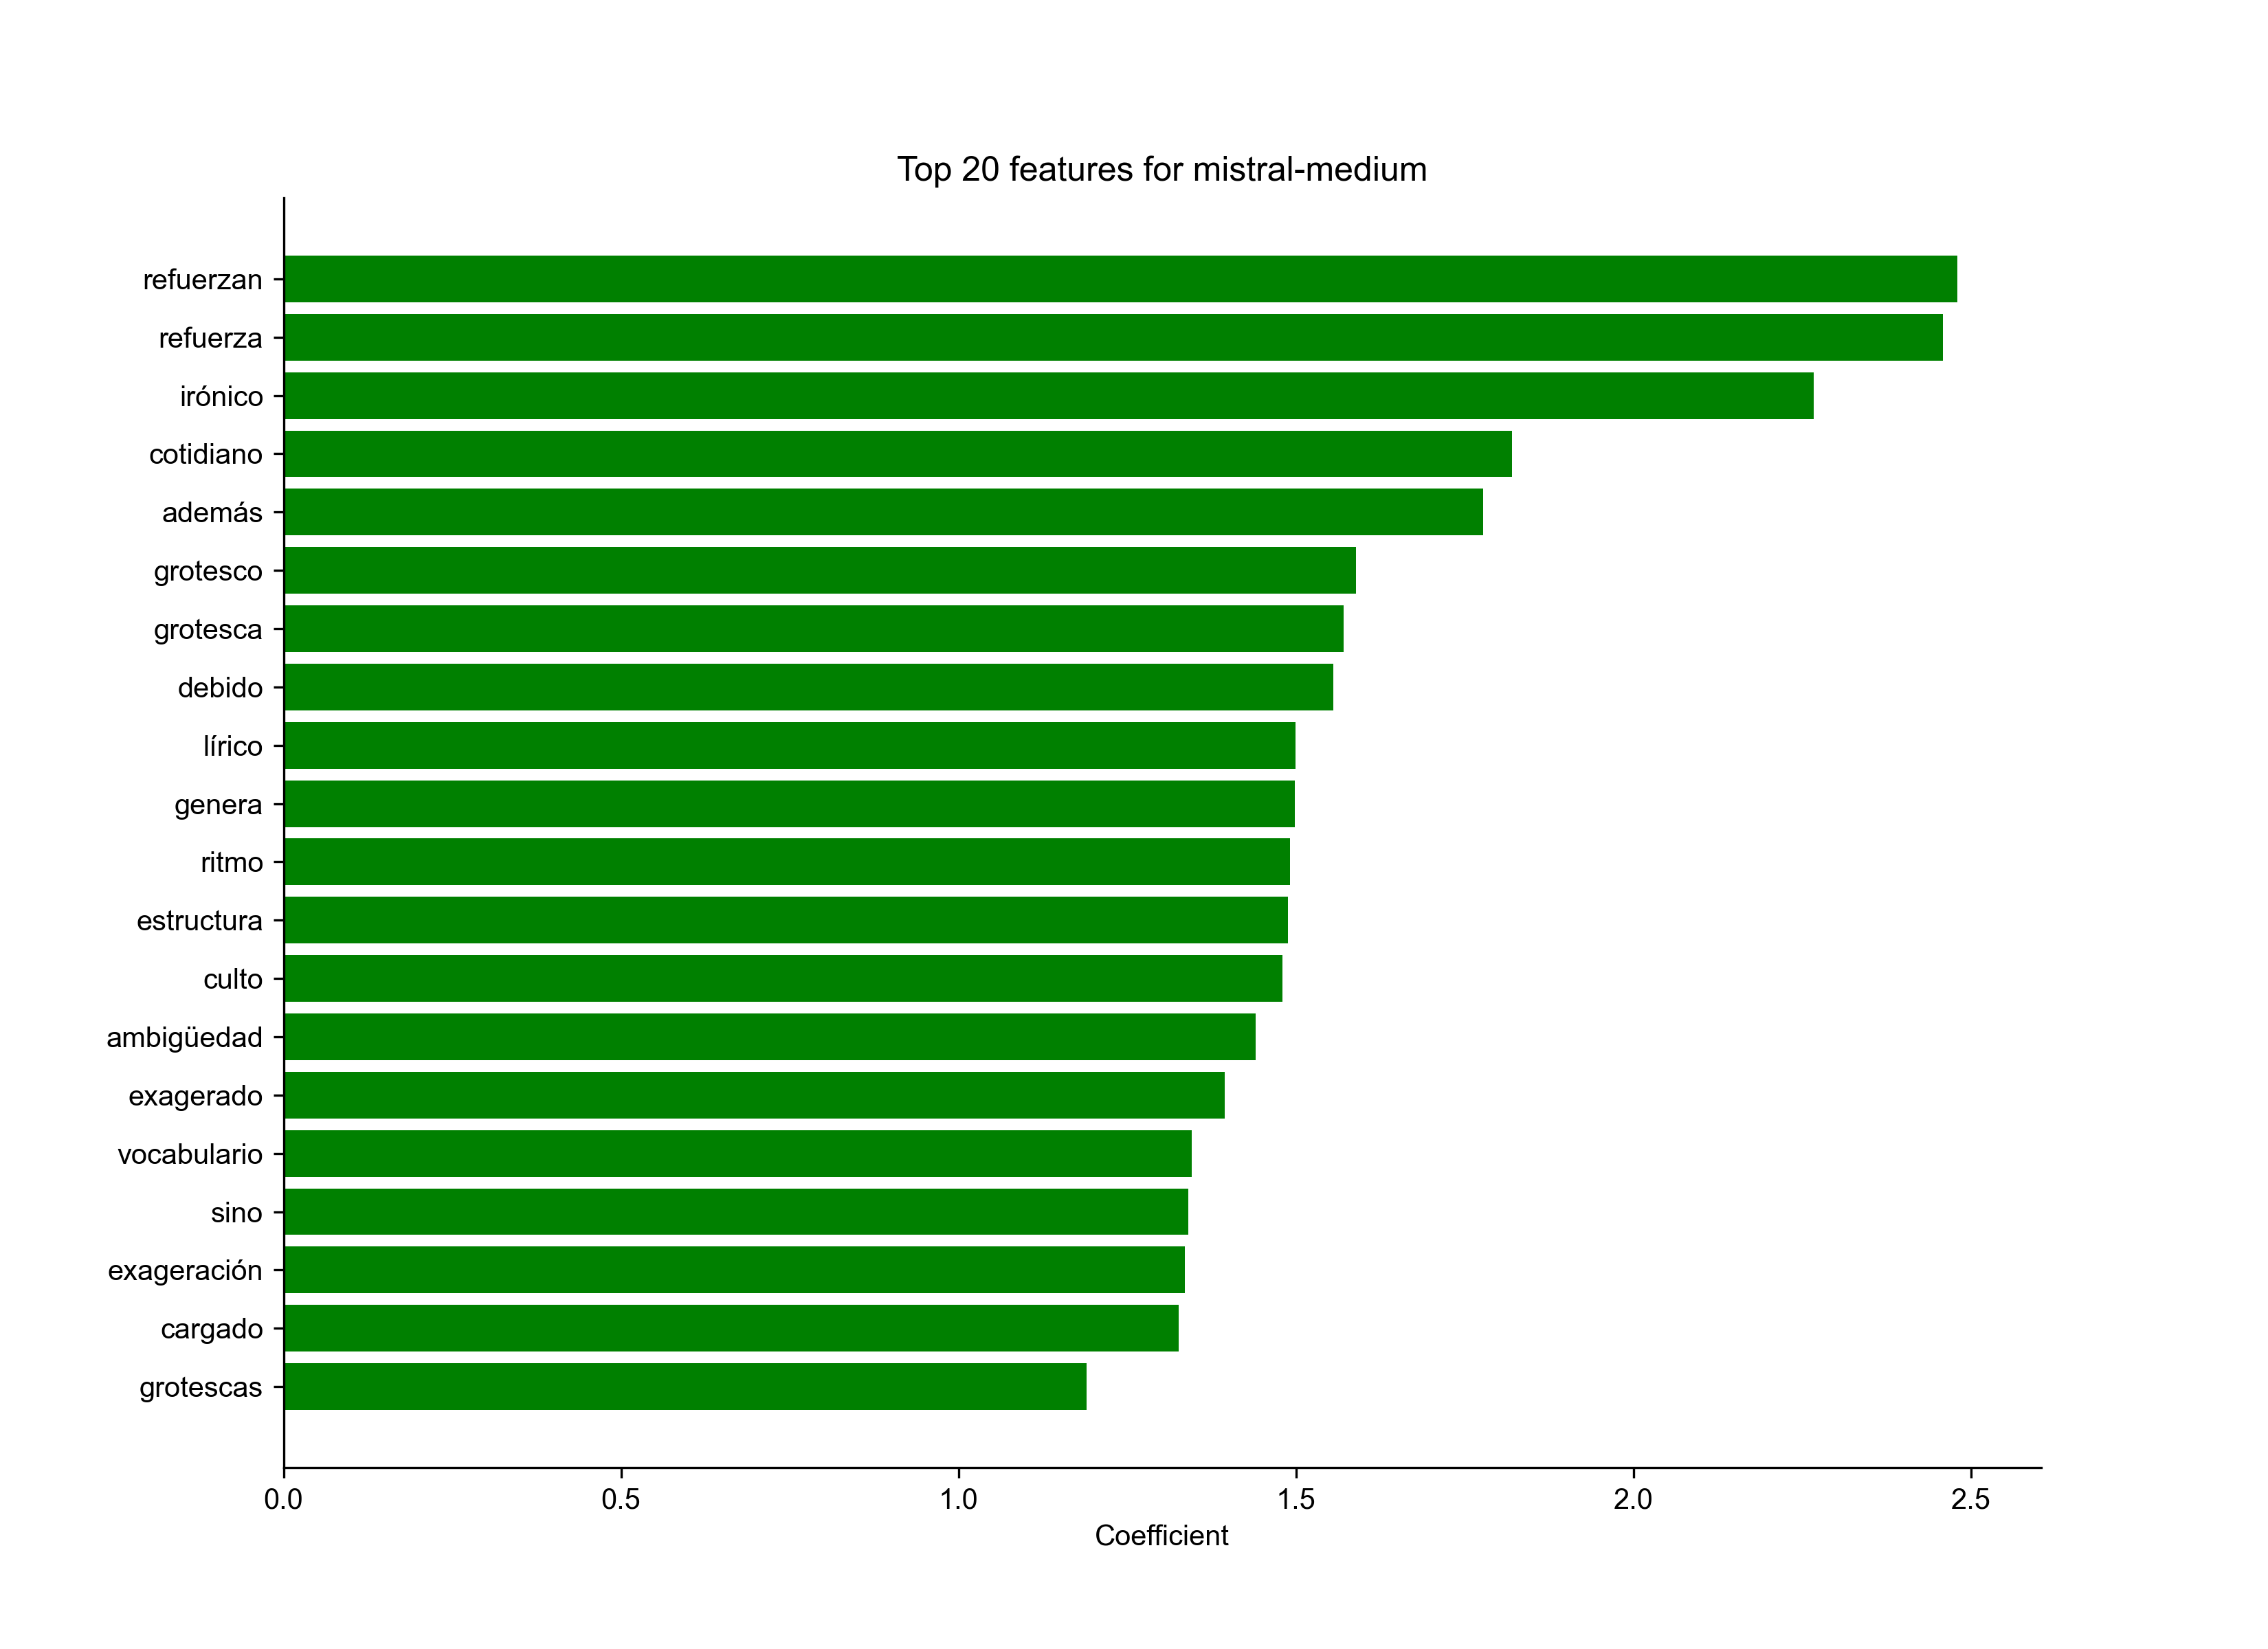 Top 20 features for mistral-medium
refuerzan
refuerza
irónico
cotidiano
además
grotesco
grotesca
debido
lírico
genera
ritmo
estructura
culto
ambigüedad
exagerado
vocabulario
sino
exageración
cargado
grotescas
0.0 0.5 1.0 1.5 2.0 2.5
Coefficient